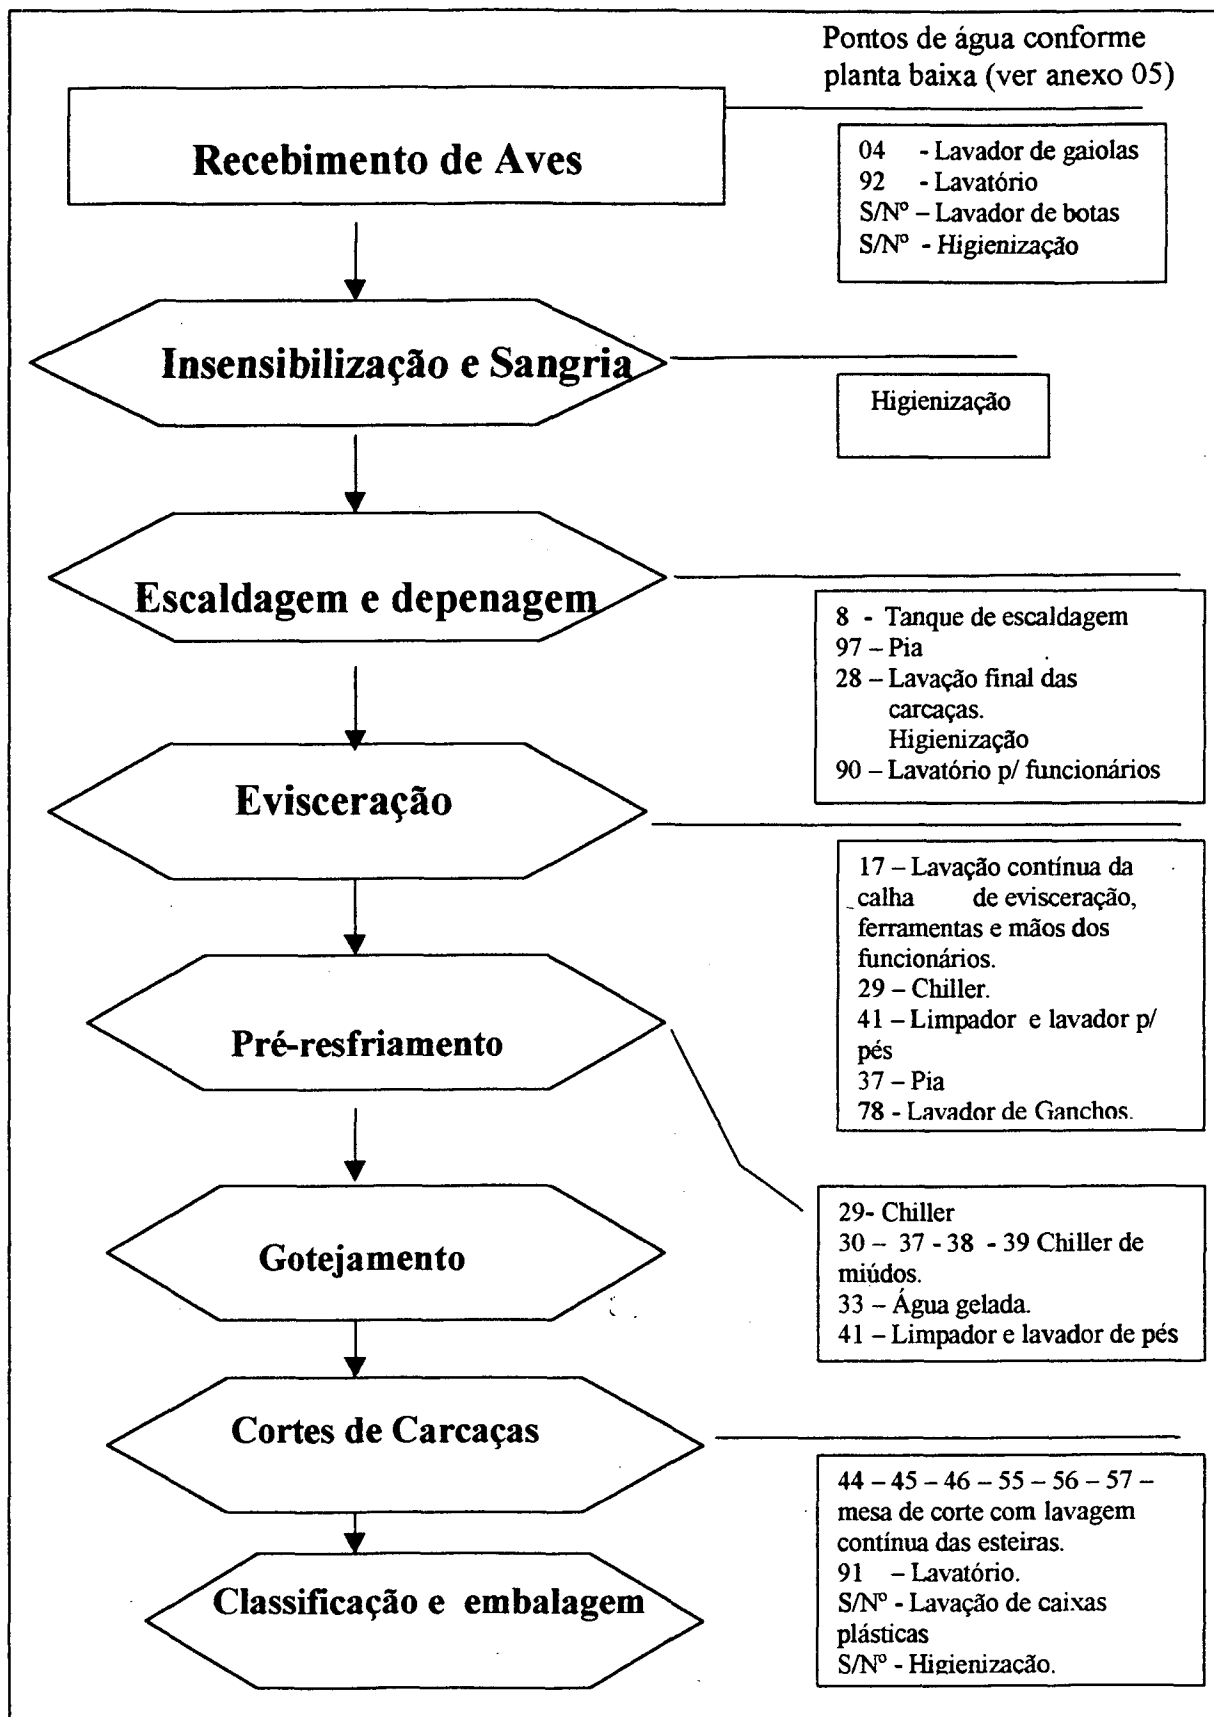 Pontos de água conforme
planta baixa (ver anexo 05)
Recebimento de Aves
04 - Lavador de gaiolas
92 - Lavatório
S/Nº – Lavador de botas
S/Nº - Higienização
Insensibilização e Sangria
Higienização
Escaldagem e depenagem
8 - Tanque de escaldagem
97 – Pia
28 – Lavação final das
carcaças.
Higienização
90 – Lavatório p/ funcionários
Evisceração
17 – Lavação contínua da
calha de evisceração,
ferramentas e mãos dos
funcionários.
29 – Chiller.
41 – Limpador e lavador p/
pés
37 – Pia
78 - Lavador de Ganchos.
Pré-resfriamento
29- Chiller
30 – 37 - 38 - 39 Chiller de
miúdos.
33 – Água gelada.
41 – Limpador e lavador de pés
Gotejamento
Cortes de Carcaças
44 – 45 – 46 – 55 – 56 – 57 –
mesa de corte com lavagem
contínua das esteiras.
91 – Lavatório.
S/Nº - Lavação de caixas
plásticas
S/Nº - Higienização.
Classificação e embalagem